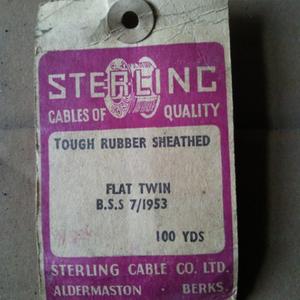 STERLING
CABLES OF QUALITY
TOUGH RUBBER SHEATHED
FLAT TWIN
B.S.S 7/1953
100 YDS
STERLING CABLE CO. LTD.
ALDERMASTON BERKS.